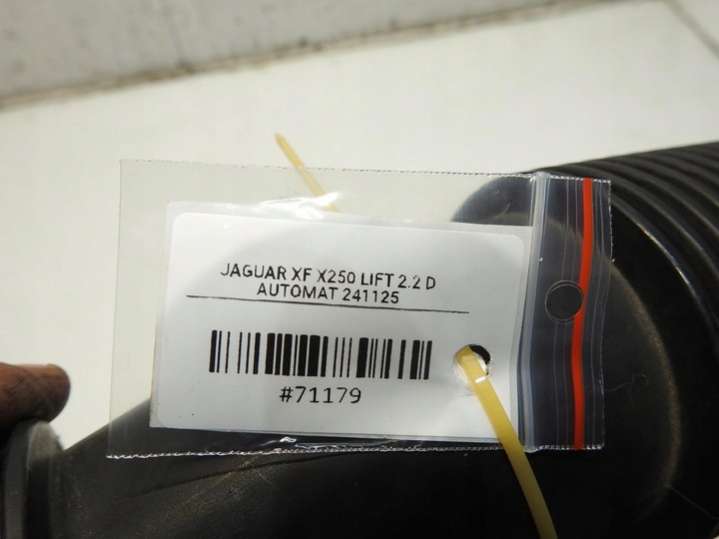 JAGUAR XF X250 LIFT 2.2 D
AUTOMAT 241125
#71179